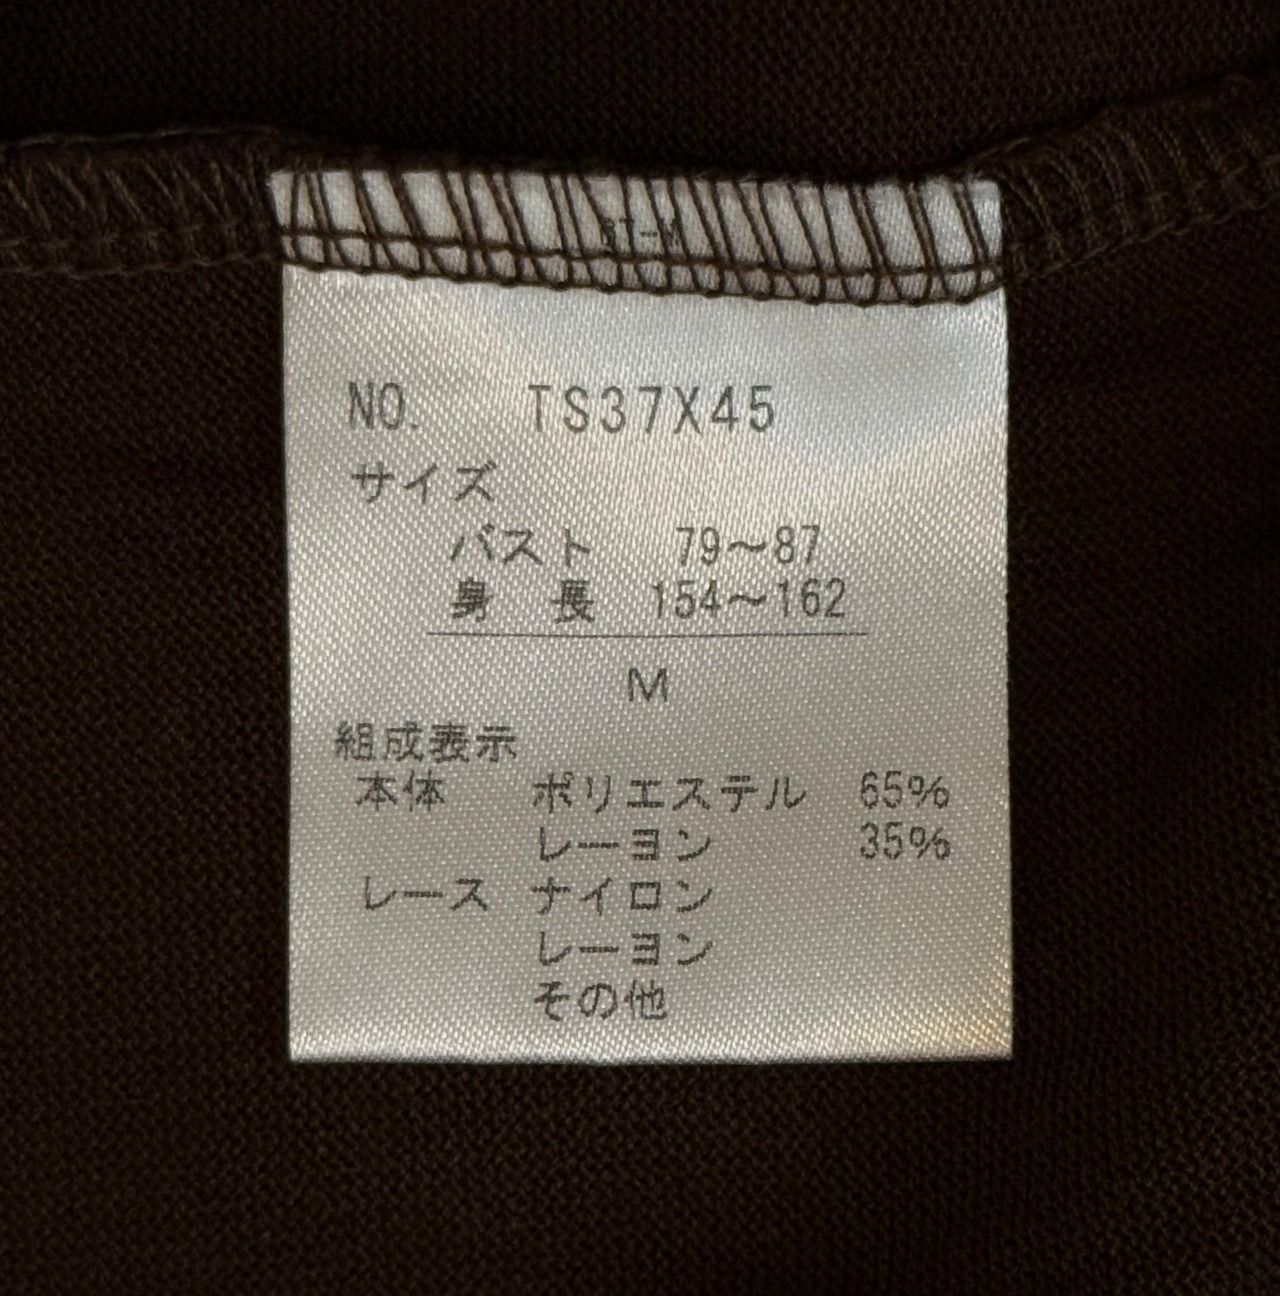 NO. TS37X45
サイズ
バスト 79～87
身長 154～162
M
組成表示
本体 ポリエステル 65%
レーヨン 35%
レース ナイロン
レーヨン
その他